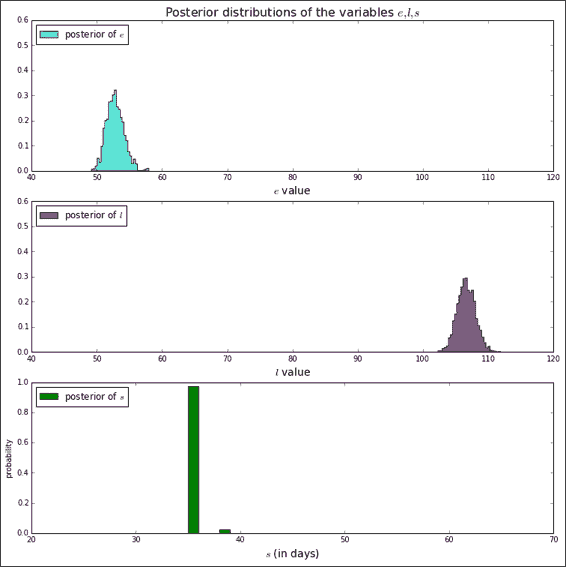 Posterior distributions of the variables e,l,s
0.6
0.5
0.4
0.3
0.2
0.1
0.0
posterior of e
40 50 60 70 80 90 100 110 120
e value
0.6
0.5
0.4
0.3
0.2
0.1
0.0
posterior of l
40 50 60 70 80 90 100 110 120
l value
1.0
0.8
0.6
0.4
0.2
0.0
probability
posterior of s
20 30 40 50 60 70
s (in days)